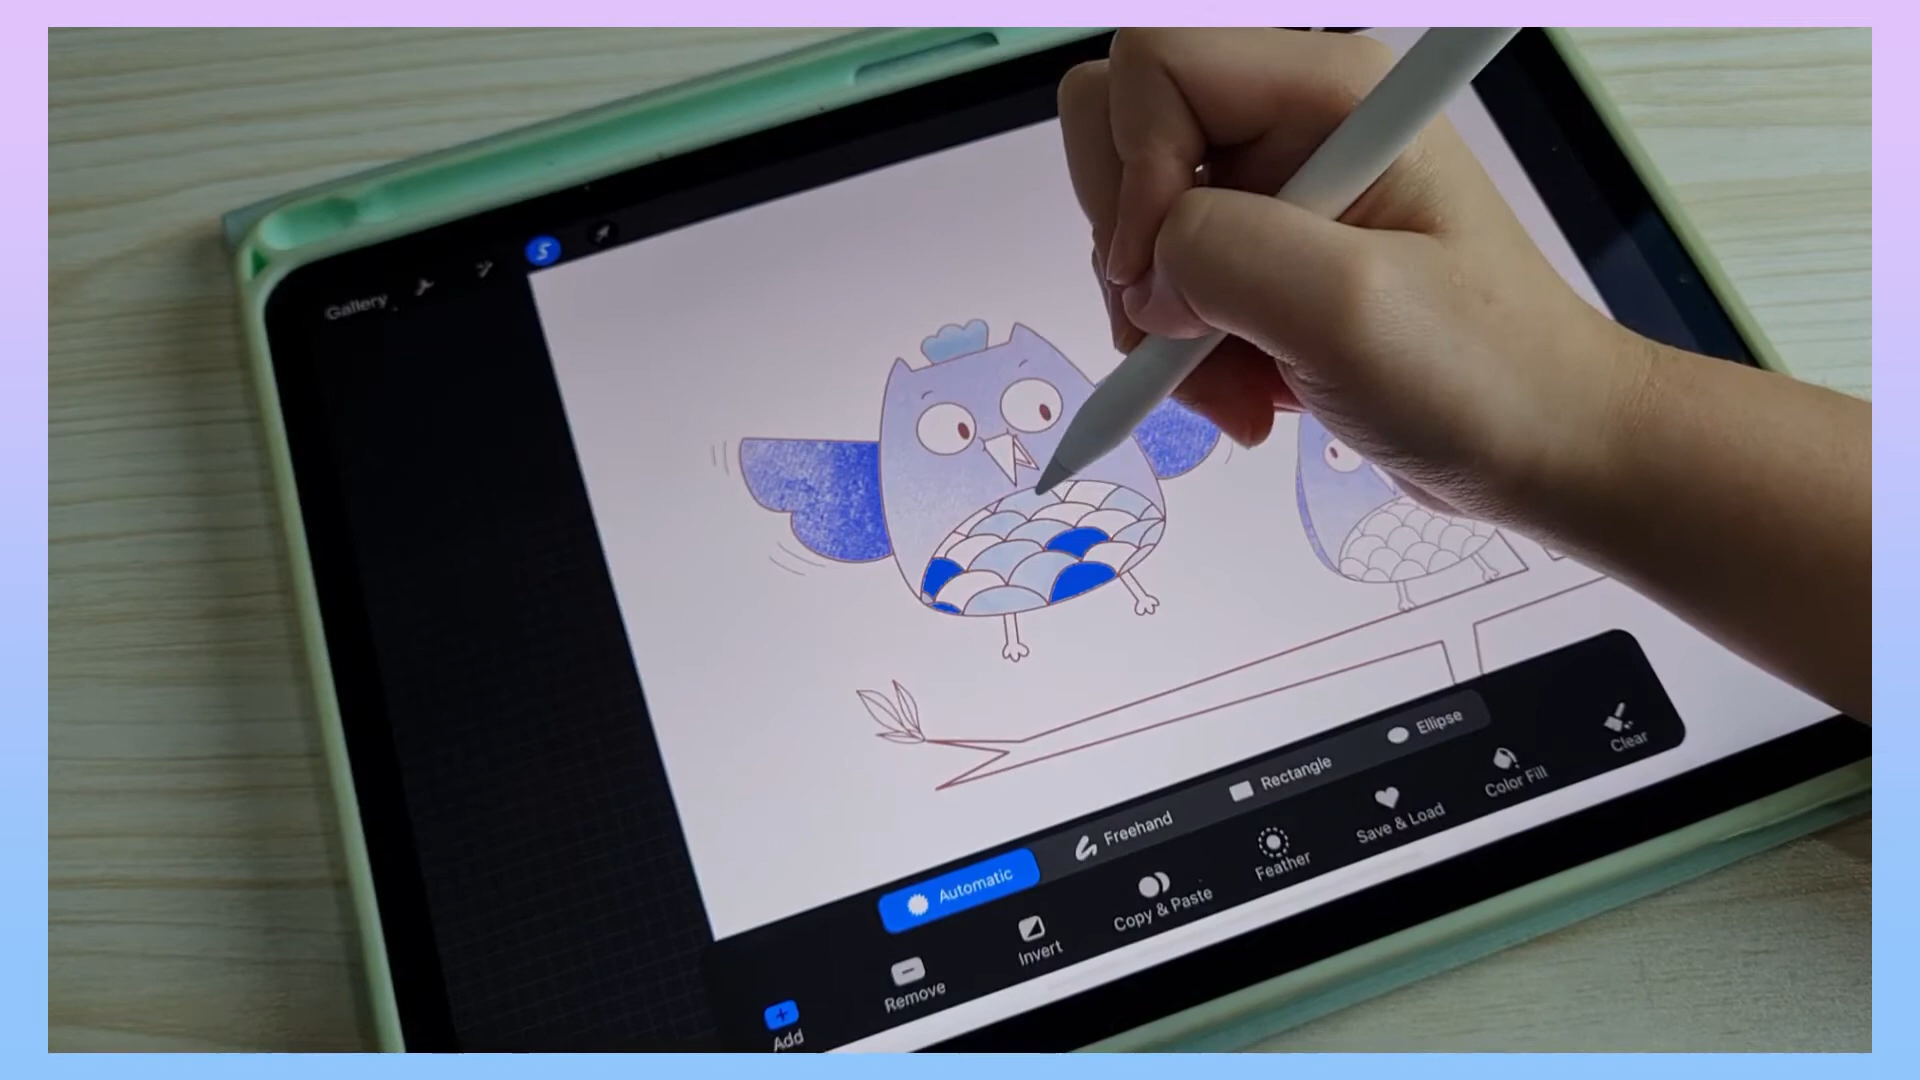 Gallery
Automatic
Freehand
Rectangle
Ellipse
Add
Remove
Invert
Copy & Paste
Feather
Save & Load
Color Fill
Clear